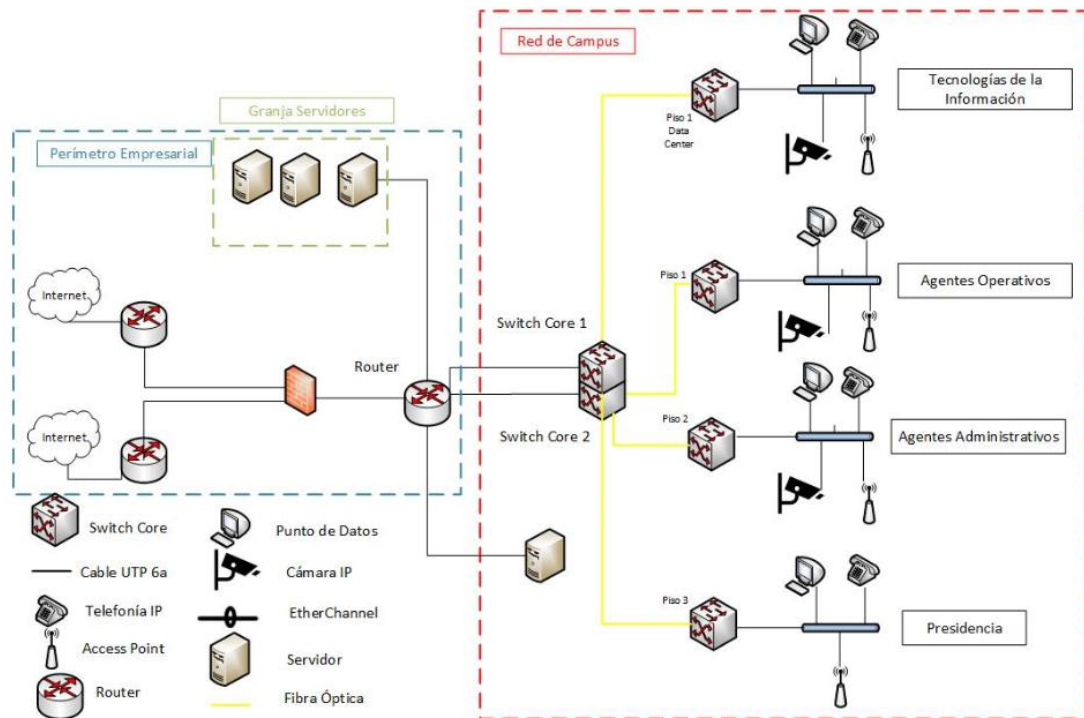 Red de Campus
Granja Servidores
Perímetro Empresarial
Internet
Internet
Router
Switch Core 1
Switch Core 2
Piso 1
Data
Center
Tecnologías de la
Información
Piso 1
Agentes Operativos
Piso 2
Agentes Administrativos
Piso 3
Presidencia
Switch Core
Cable UTP 6a
Telefonía IP
Access Point
Router
Punto de Datos
Cámara IP
EtherChannel
Servidor
Fibra Óptica